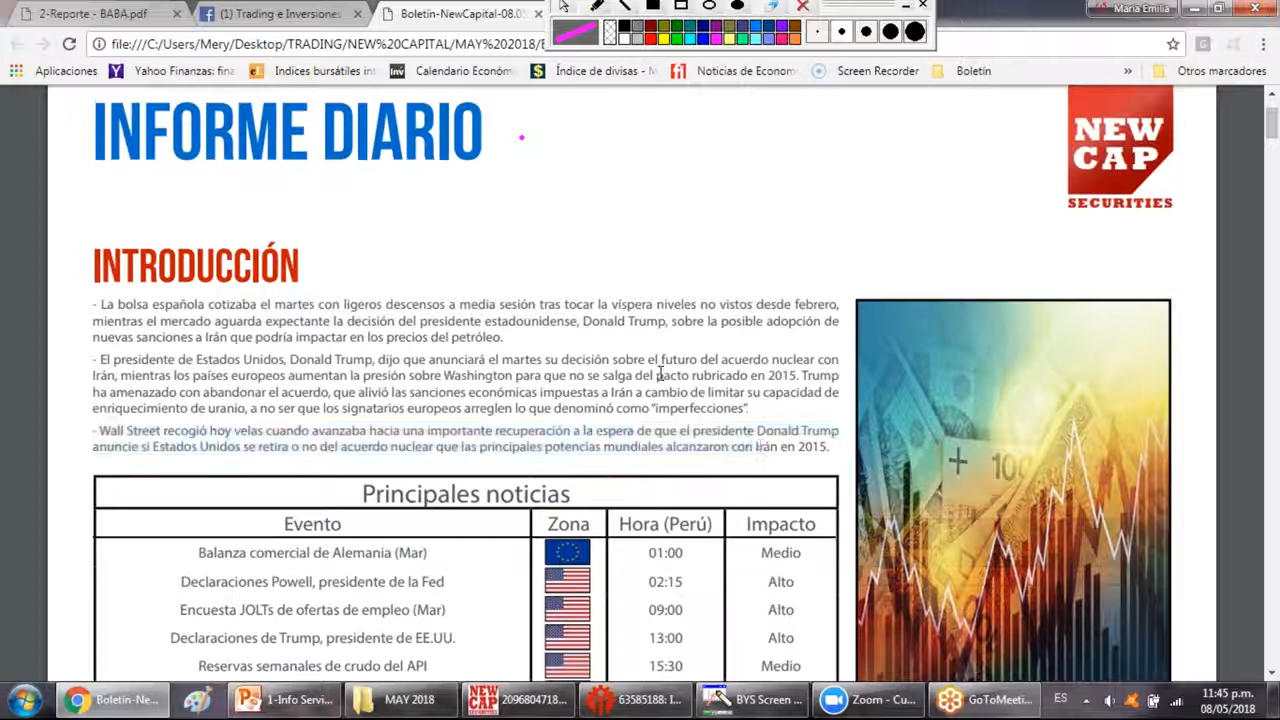 2-Reporte - BABA.pdf
(1) Trading e Inversiones
Boletín-NewCapital-08.0
Maria Emilia
file:///C:/Users/Mery/Desktop/TRADING/NEW%20CAPITAL/MAY%202018/
Aplicaciones
Yahoo Finanzas: fina
Indices bursátiles int
Calendario Económi
Índice de divisas - M
Noticias de Econom
Screen Recorder
Boletín
»
Otros marcadores
INFORME DIARIO
NEW
CAP
SECURITIES
INTRODUCCIÓN
- La bolsa española cotizaba el martes con ligeros descensos a media sesión tras tocar la víspera niveles no vistos desde febrero,
mientras el mercado aguarda expectante la decisión del presidente estadounidense, Donald Trump, sobre la posible adopción de
nuevas sanciones a Irán que podría impactar en los precios del petróleo.
- El presidente de Estados Unidos, Donald Trump, dijo que anunciará el martes su decisión sobre el futuro del acuerdo nuclear con
Irán, mientras los países europeos aumentan la presión sobre Washington para que no se salga del pacto rubricado en 2015. Trump
ha amenazado con abandonar el acuerdo, que alivió las sanciones económicas impuestas a Irán a cambio de limitar su capacidad de
enriquecimiento de uranio, a no ser que los signatarios europeos arreglen lo que denominó como "imperfecciones".
- Wall Street recogió hoy velas cuando avanzaba hacia una importante recuperación a la espera de que el presidente Donald Trump
anuncie si Estados Unidos se retira o no del acuerdo nuclear que las principales potencias mundiales alcanzaron con Irán en 2015.
Principales noticias
Evento Zona Hora (Perú) Impacto
Balanza comercial de Alemania (Mar) 01:00 Medio
Declaraciones Powell, presidente de la Fed 02:15 Alto
Encuesta JOLTs de ofertas de empleo (Mar) 09:00 Alto
Declaraciones de Trump, presidente de EE.UU. 13:00 Alto
Reservas semanales de crudo del API 15:30 Medio
+ 100
Boletín-Ne...
1-Info Sesi...
MAY 2018
NEW
CAP
2096804718...
63585188: I...
BYS Screen ...
Zoom - Cu...
GoToMeeti...
ES
11:45 p.m.
08/05/2018